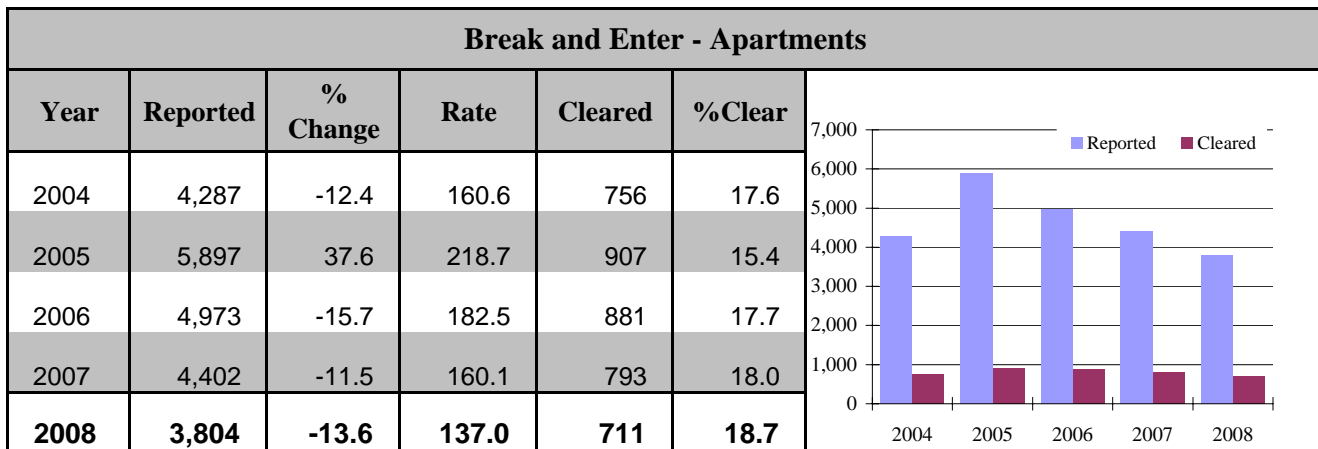 Break and Enter - Apartments
Year Reported % Change Rate Cleared %Clear
2004 4,287 -12.4 160.6 756 17.6
2005 5,897 37.6 218.7 907 15.4
2006 4,973 -15.7 182.5 881 17.7
2007 4,402 -11.5 160.1 793 18.0
2008 3,804 -13.6 137.0 711 18.7
Reported Cleared
7,000
6,000
5,000
4,000
3,000
2,000
1,000
0
2004 2005 2006 2007 2008